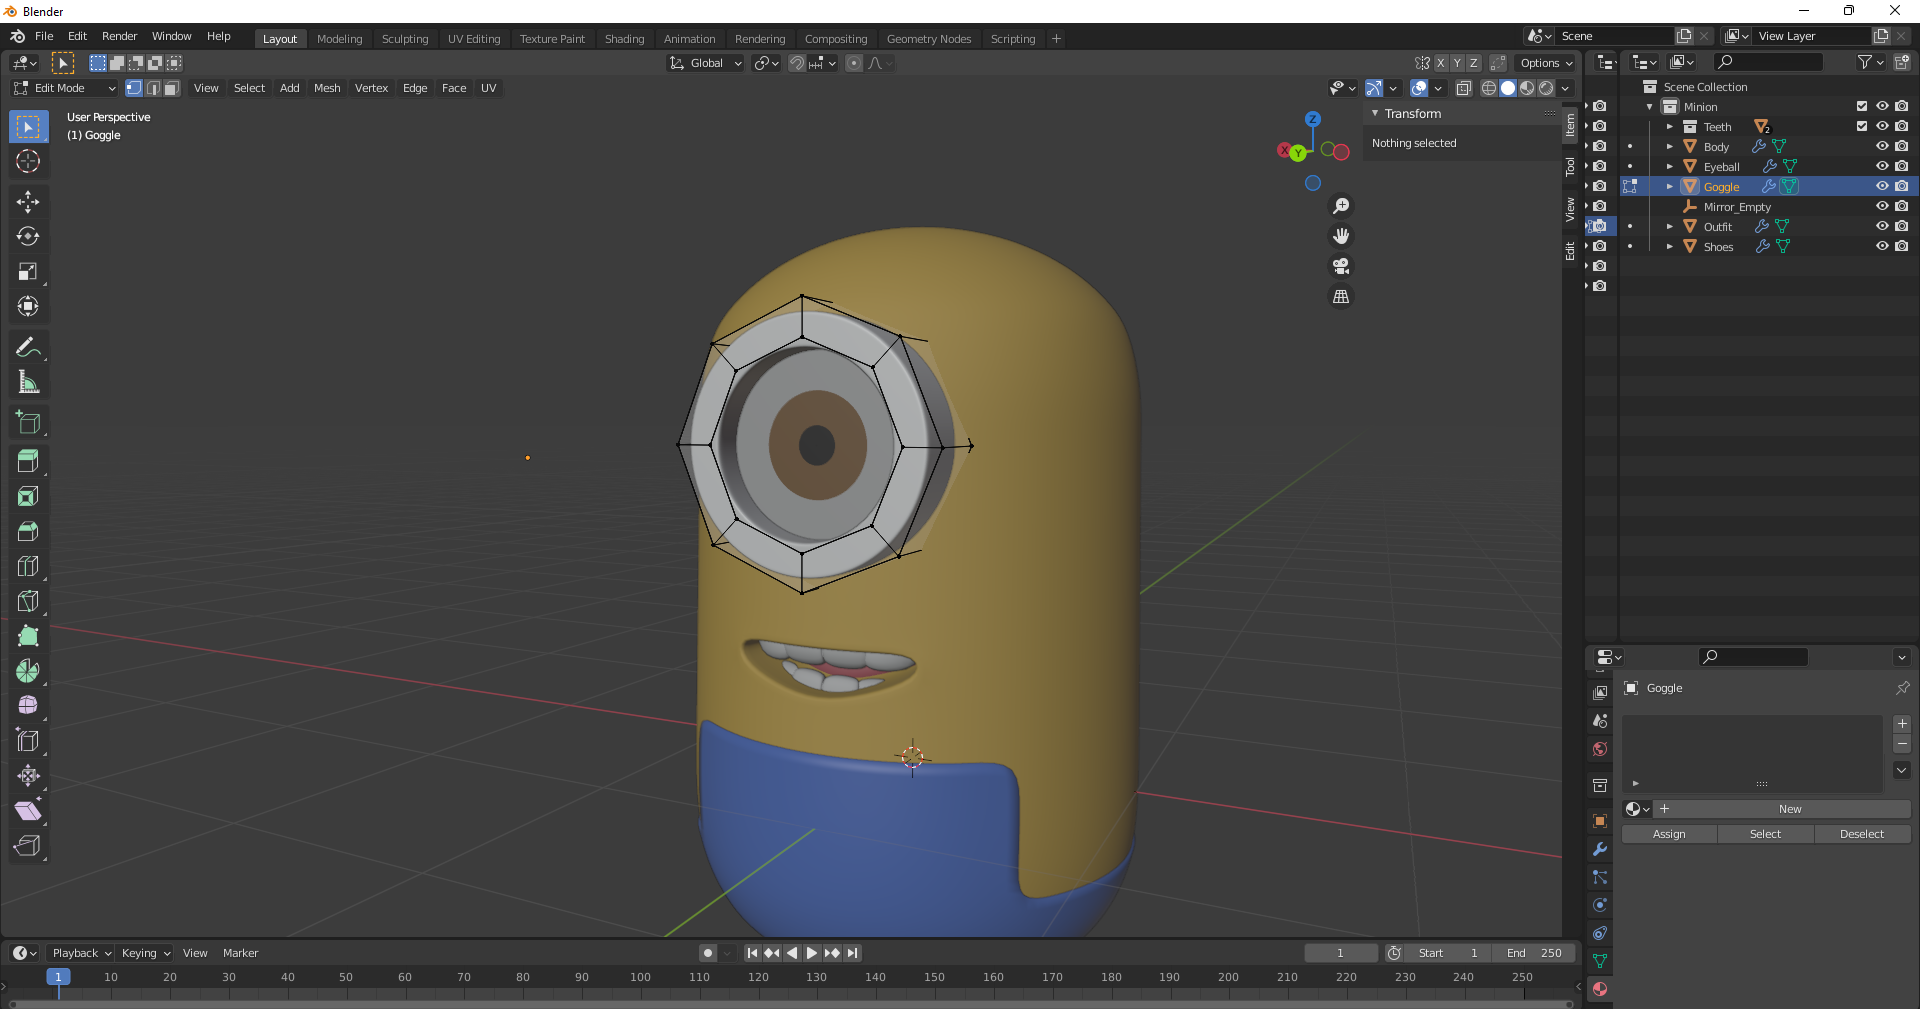 Blender
File Edit Render Window Help Layout Modeling Sculpting UV Editing Texture Paint Shading Animation Rendering Compositing Geometry Nodes Scripting + Scene View Layer
Global X Y Z Options
Edit Mode View Select Add Mesh Vertex Edge Face UV
User Perspective
(1) Goggle
Z
X
Y
Transform
Nothing selected
Item
Tool
View
Edit
Scene Collection
Minion
Teeth 2
Body
Eyeball
Goggle
Mirror_Empty
Outfit
Shoes
Goggle
New
Assign Select Deselect
Playback Keying View Marker 1 Start 1 End 250
1 10 20 30 40 50 60 70 80 90 100 110 120 130 140 150 160 170 180 190 200 210 220 230 240 250